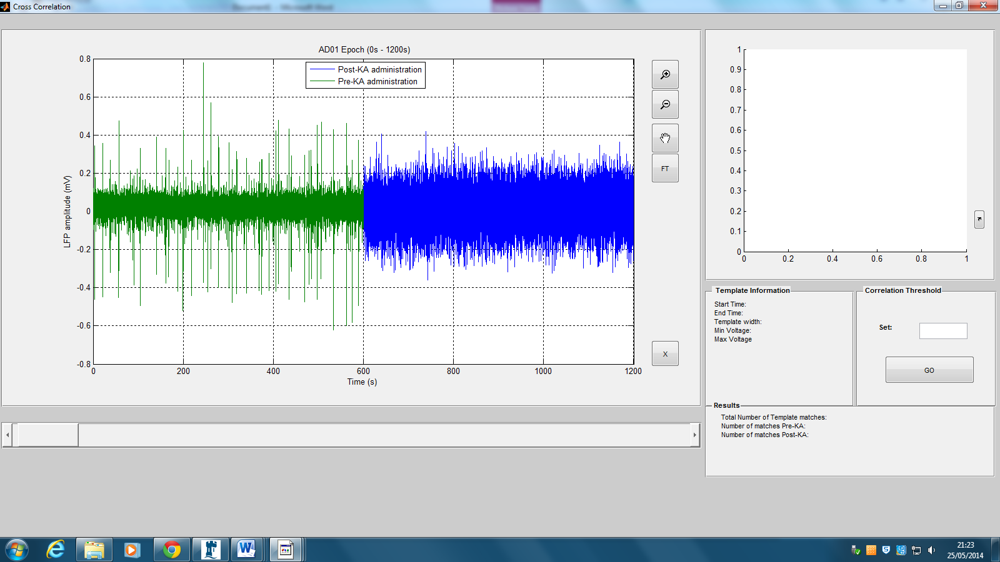 Cross Correlation
AD01 Epoch (0s - 1200s)
Post-KA administration
Pre-KA administration
LFP amplitude (mV)
0.8
0.6
0.4
0.2
0
-0.2
-0.4
-0.6
-0.8
0 200 400 600 800 1000 1200
Time (s)
FT
X
1
0.9
0.8
0.7
0.6
0.5
0.4
0.3
0.2
0.1
0
0 0.2 0.4 0.6 0.8 1
Template Information
Start Time:
End Time:
Template width:
Min Voltage:
Max Voltage
Correlation Threshold
Set:
GO
Results
Total Number of Template matches:
Number of matches Pre-KA:
Number of matches Post-KA:
21:23
25/05/2014